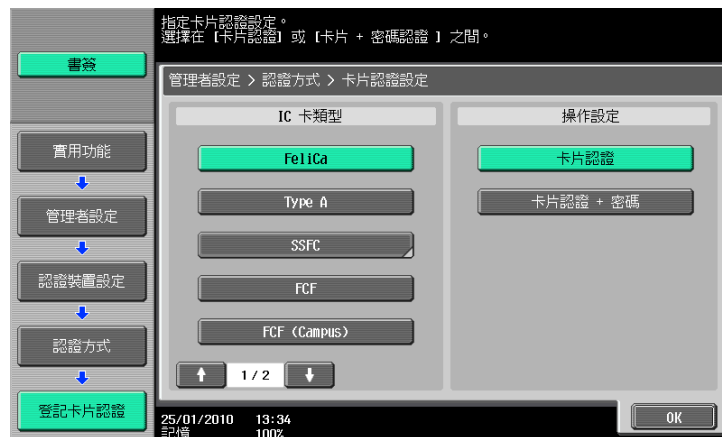 指定卡片認證設定。
選擇在 [卡片認證] 或 [卡片 + 密碼認證 ] 之間。
書簽
管理者設定 > 認證方式 > 卡片認證設定
IC 卡類型
操作設定
實用功能
管理者設定
認證裝置設定
認證方式
登記卡片認證
FeliCa
Type A
SSFC
FCF
FCF (Campus)
1/2
卡片認證
卡片認證 + 密碼
25/01/2010 13:34
記憶 100%
OK